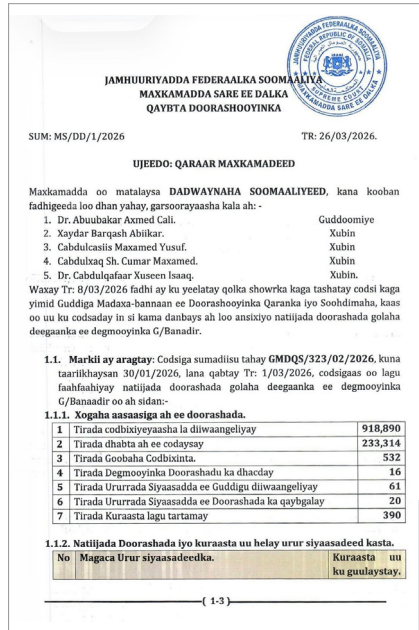 JAMHUURIYADDA FEDERAALKA SOOMAALIYA
MAXKAMADDA SARE EE DALKA
QAYBTA DOORASHOOYINKA
FEDERAL REPUBLIC OF SOMALIA
SUPREME COURT
MAXKAMADDA SARE EE
SUM: MS/DD/1/2026 TR: 26/03/2026.
UJEEDO: QARAAR MAXKAMADEED
Maxkamadda oo matalaysa DADWAYNAHA SOOMAALIYEED, kana kooban
fadhigeeda loo dhan yahay, garsoorayaasha kala ah: -
1. Dr. Abuubakar Axmed Cali. Guddoomiye
2. Xaydar Barqash Abiikar. Xubin
3. Cabdulcasiis Maxamed Yusuf. Xubin
4. Cabdulxaq Sh. Cumar Maxamed. Xubin
5. Dr. Cabdulqafaar Xuseen Isaaq. Xubin.
Waxay Tr: 8/03/2026 fadhi ay ku yeelatay qolka showrka kaga tashatay codsi kaga
yimid Guddiga Madaxa-bannaan ee Doorashooyinka Qaranka iyo Soohdimaha, kaas
oo uu ku codsaday in si kama danbays ah loo ansixiyo natiijada doorashada golaha
deegaanka ee degmooyinka G/Banadir.
1.1. Markii ay aragtay: Codsiga sumadiisu tahay GMDQS/323/02/2026, kuna
taariikhaysan 30/01/2026, lana qabtay Tr: 1/03/2026, codsigaas oo lagu
faahfaahiyay natiijada doorashada golaha deegaanka ee degmooyinka
G/Banaadir oo ah sidan:-
1.1.1. Xogaha aasaasiga ah ee doorashada.
1 Tirada codbixiyeyaasha la diiwaangeliyay 918,890
2 Tirada dhabta ah ee codaysay 233,314
3 Tirada Goobaha Codbixinta. 532
4 Tirada Degmooyinka Doorashadu ka dhacday 16
5 Tirada Ururrada Siyaasadda ee Guddigu diiwaangeliyay 61
6 Tirada Ururrada Siyaasadda ee Doorashada ka qaybgalay 20
7 Tirada Kuraasta lagu tartamay 390
1.1.2. Natiijada Doorashada iyo kuraasta uu helay urur siyaasadeed kasta.
No Magaca Urur siyaasadeedka. Kuraasta uu
ku guulaystay.
( 1-3 )